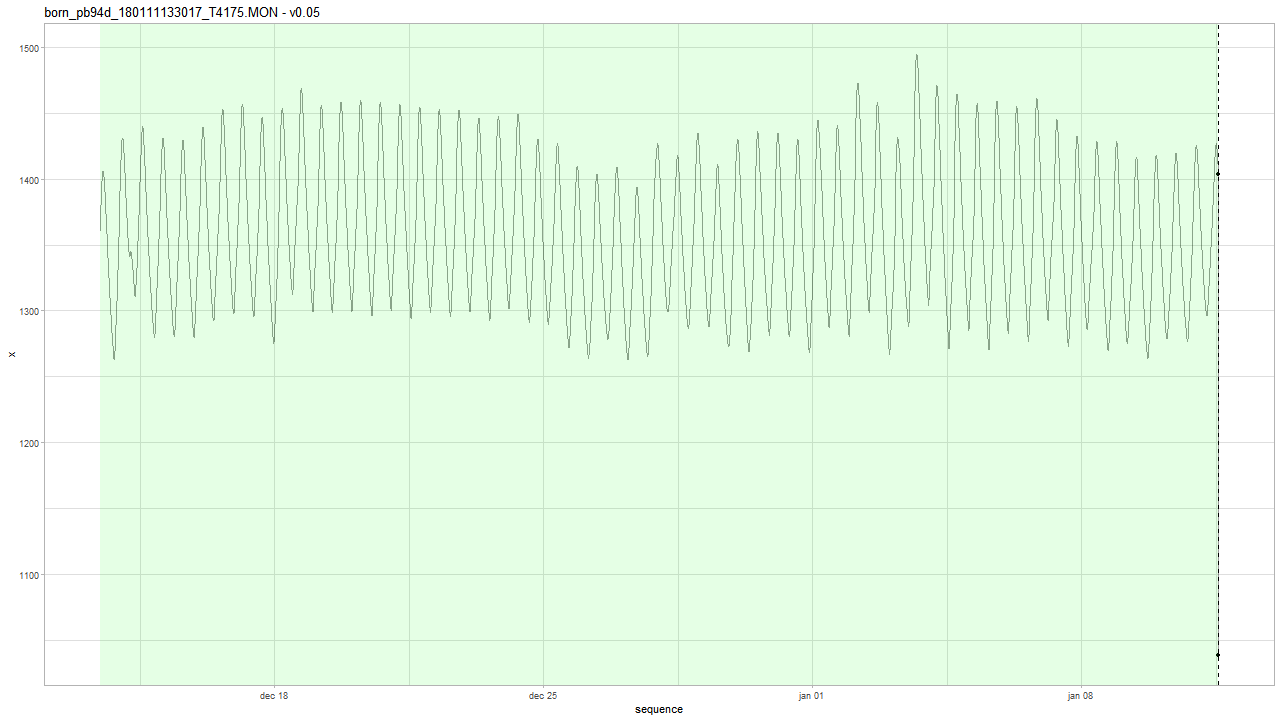 born_pb94d_180111133017_T4175.MON - v0.05
1500
1400
1300
1200
1100
x
dec 18
dec 25
jan 01
jan 08
sequence